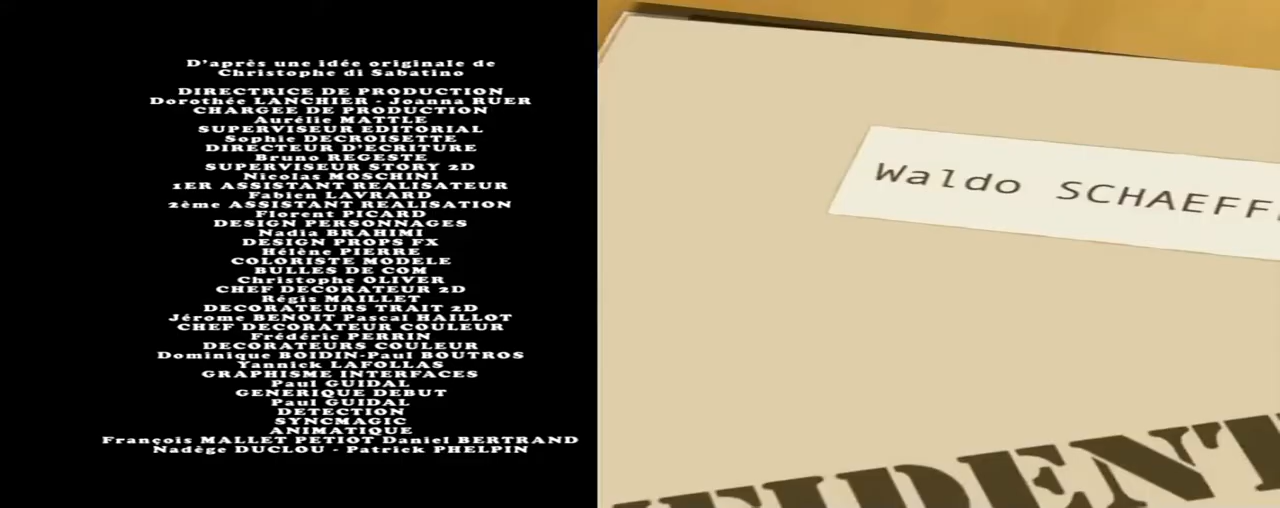 D'après une idée originale de
Christophe di Sabatino
DIRECTRICE DE PRODUCTION
Dorothée LANCHIER - Joanna RUER
CHARGEE DE PRODUCTION
Aurélie MATTLE
SUPERVISEUR EDITORIAL
Sophie DECROISETTE
DIRECTEUR D'ECRITURE
Bruno REGESTE
SUPERVISEUR STORY 2D
Nicolas MOSCHINI
1ER ASSISTANT REALISATEUR
Fabien LAVRARD
2ème ASSISTANT REALISATION
Florent PICARD
DESIGN PERSONNAGES
Nadia BRAHIMI
DESIGN PROPS FX
Hélène PIERRE
COLORISTE MODELE
BULLES DE COM
Christophe OLIVER
CHEF DECORATEUR 2D
Régis MAILLET
DECORATEURS TRAIT 2D
Jérome BENOIT Pascal HAILLOT
CHEF DECORATEUR COULEUR
Frédéric PERRIN
DECORATEURS COULEUR
Dominique BOIDIN-Paul BOUTROS
Yannick LAFOLLAS
GRAPHISME INTERFACES
Paul GUIDAL
GENERIQUE DEBUT
Paul GUIDAL
DETECTION
SYNCMAGIC
ANIMATIQUE
François MALLET PETIOT Daniel BERTRAND
Nadège DUCLOU - Patrick PHELPIN
Waldo SCHAEFF
FIDENT